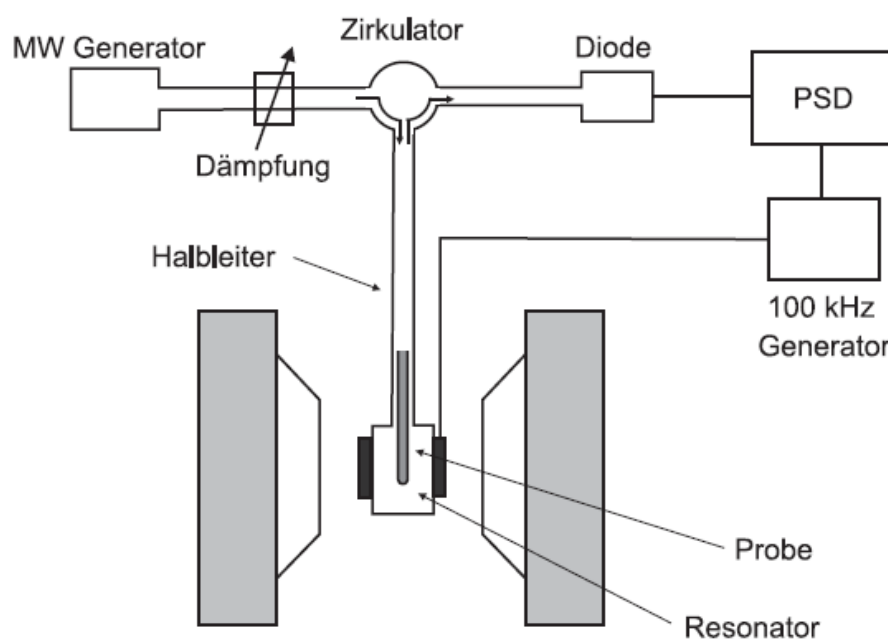 Zirkulator
MW Generator
Diode
PSD
Dämpfung
Halbleiter
100 kHz
Generator
Probe
Resonator